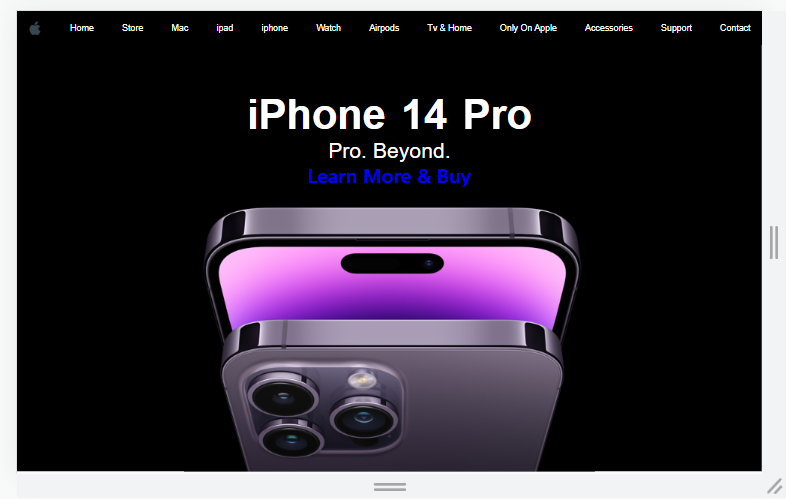 Home Store Mac ipad iphone Watch Airpods Tv & Home Only On Apple Accessories Support Contact
iPhone 14 Pro
Pro. Beyond.
Learn More & Buy